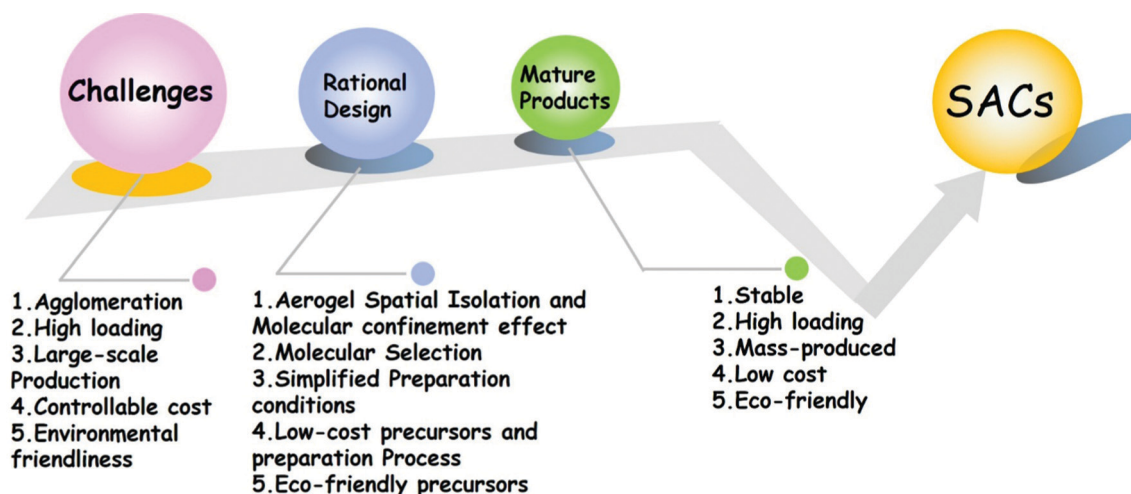 Challenges
Rational
Design
Mature
Products
SACs
1.Agglomeration
2.High loading
3.Large-scale
Production
4.Controllable cost
5.Environmental
friendliness
1.Aerogel Spatial Isolation and
Molecular confinement effect
2.Molecular Selection
3.Simplified Preparation
conditions
4.Low-cost precursors and
preparation Process
5.Eco-friendly precursors
1.Stable
2.High loading
3.Mass-produced
4.Low cost
5.Eco-friendly